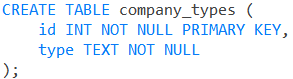 CREATE TABLE company_types (
    id INT NOT NULL PRIMARY KEY,
    type TEXT NOT NULL
);